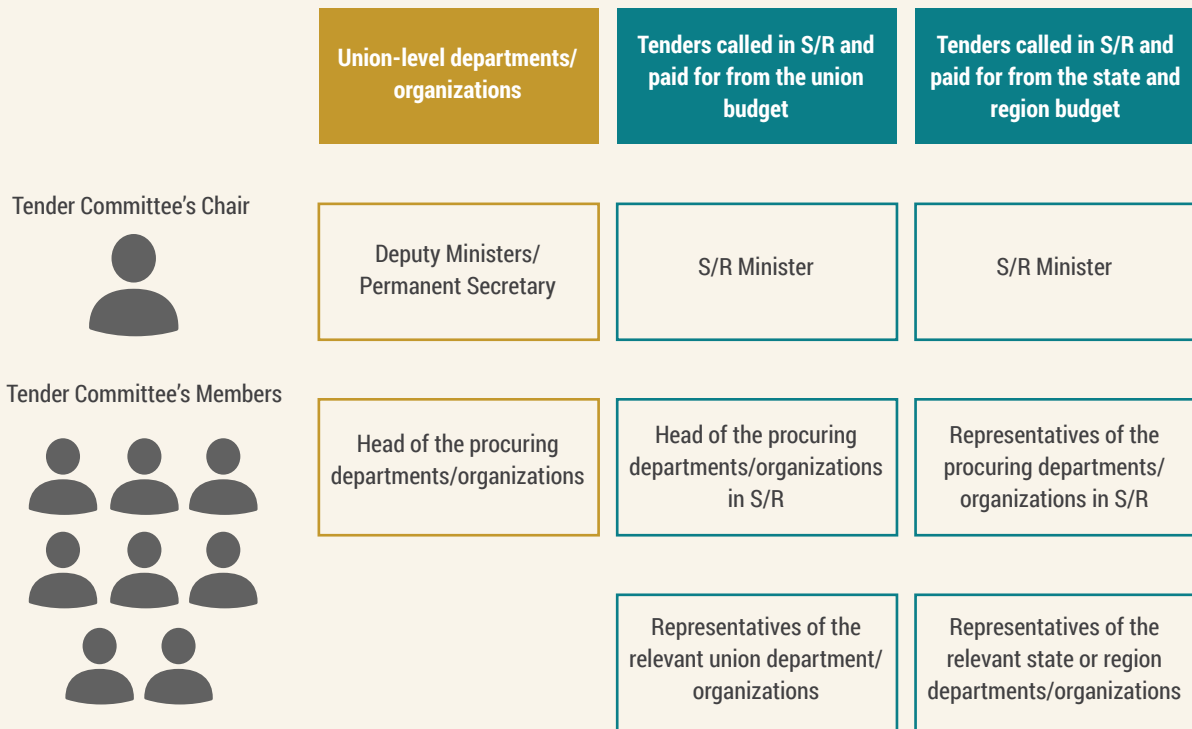 Union-level departments/
organizations
Tenders called in S/R and
paid for from the union
budget
Tenders called in S/R and
paid for from the state and
region budget
Tender Committee’s Chair
Deputy Ministers/
Permanent Secretary
S/R Minister
S/R Minister
Tender Committee’s Members
Head of the procuring
departments/organizations
Head of the procuring
departments/organizations
in S/R
Representatives of the
procuring departments/
organizations in S/R
Representatives of the
relevant union department/
organizations
Representatives of the
relevant state or region
departments/organizations